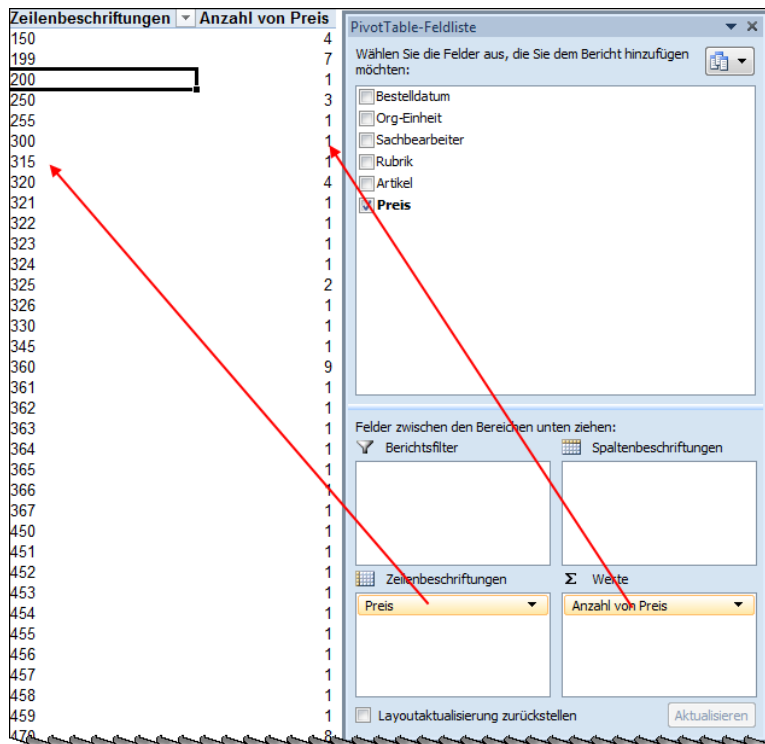 Zeilenbeschriftungen Anzahl von Preis
150 4
199 7
200 1
250 3
255 1
300 1
315 1
320 4
321 1
322 1
323 1
324 1
325 2
326 1
330 1
345 1
360 9
361 1
362 1
363 1
364 1
365 1
366 1
367 1
450 1
451 1
452 1
453 1
454 1
455 1
456 1
457 1
458 1
459 1
470 8
PivotTable-Feldliste
Wählen Sie die Felder aus, die Sie dem Bericht hinzufügen
möchten:
Bestelldatum
Org-Einheit
Sachbearbeiter
Rubrik
Artikel
Preis
Felder zwischen den Bereichen unten ziehen:
Berichtsfilter Spaltenbeschriftungen
Zeilenbeschriftungen Σ Werte
Preis Anzahl von Preis
Layoutaktualisierung zurückstellen Aktualisieren